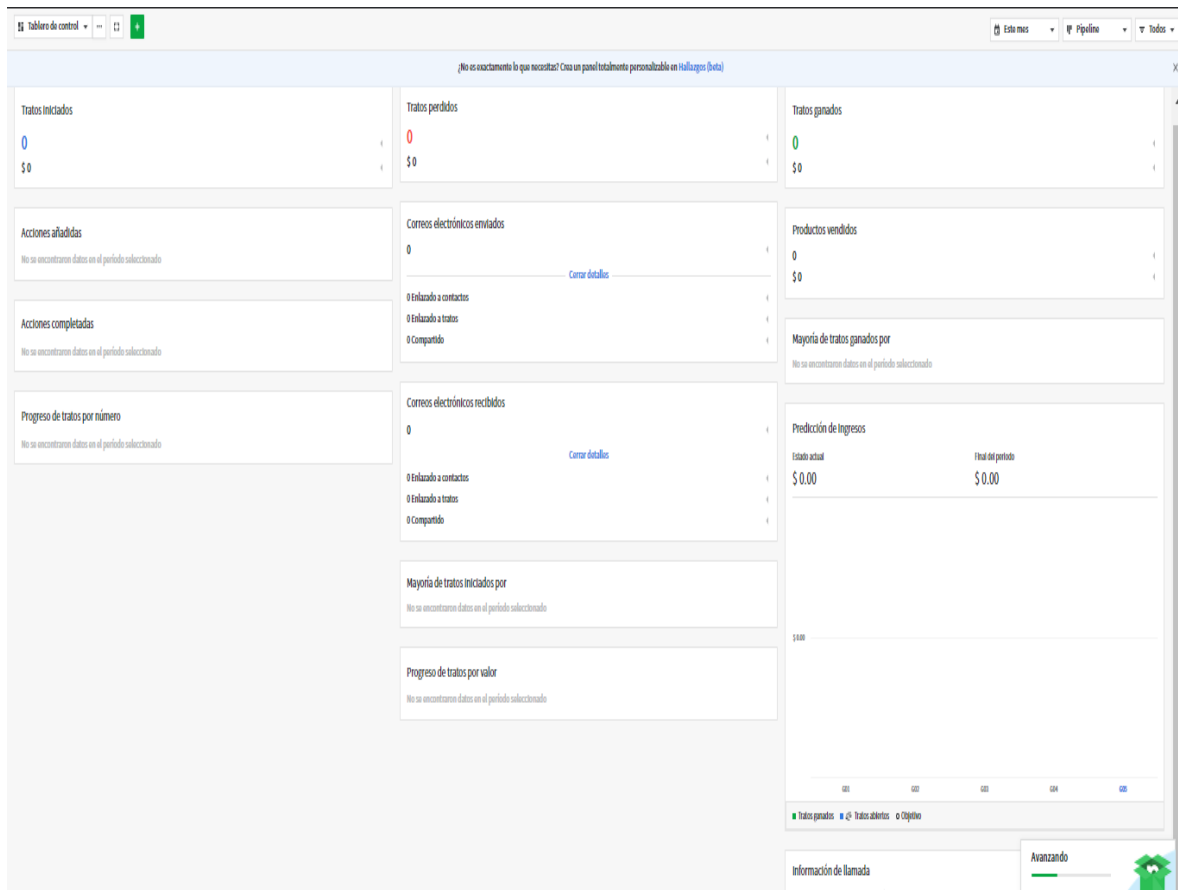 Tablero de control
Este mes
Pipeline
Todos
¿No es exactamente lo que necesitas? Crea un panel totalmente personalizable en Hallazgos (beta)
Tratos iniciados
0
$ 0
Acciones añadidas
No se encontraron datos en el período seleccionado
Acciones completadas
No se encontraron datos en el período seleccionado
Progreso de tratos por número
No se encontraron datos en el período seleccionado
Tratos perdidos
0
$ 0
Correos electrónicos enviados
0
Cerrar detalles
0 Enlazado a contactos
0 Enlazado a tratos
0 Compartido
Correos electrónicos recibidos
0
Cerrar detalles
0 Enlazado a contactos
0 Enlazado a tratos
0 Compartido
Mayoría de tratos iniciados por
No se encontraron datos en el período seleccionado
Progreso de tratos por valor
No se encontraron datos en el período seleccionado
Tratos ganados
0
$ 0
Productos vendidos
0
$ 0
Mayoría de tratos ganados por
No se encontraron datos en el período seleccionado
Predicción de ingresos
Estado actual Final del periodo
$ 0.00 $ 0.00
$ 0.00
G01 G02 G03 G04 G05
Tratos ganados Tratos abiertos Objetivo
Información de llamada
Avanzando